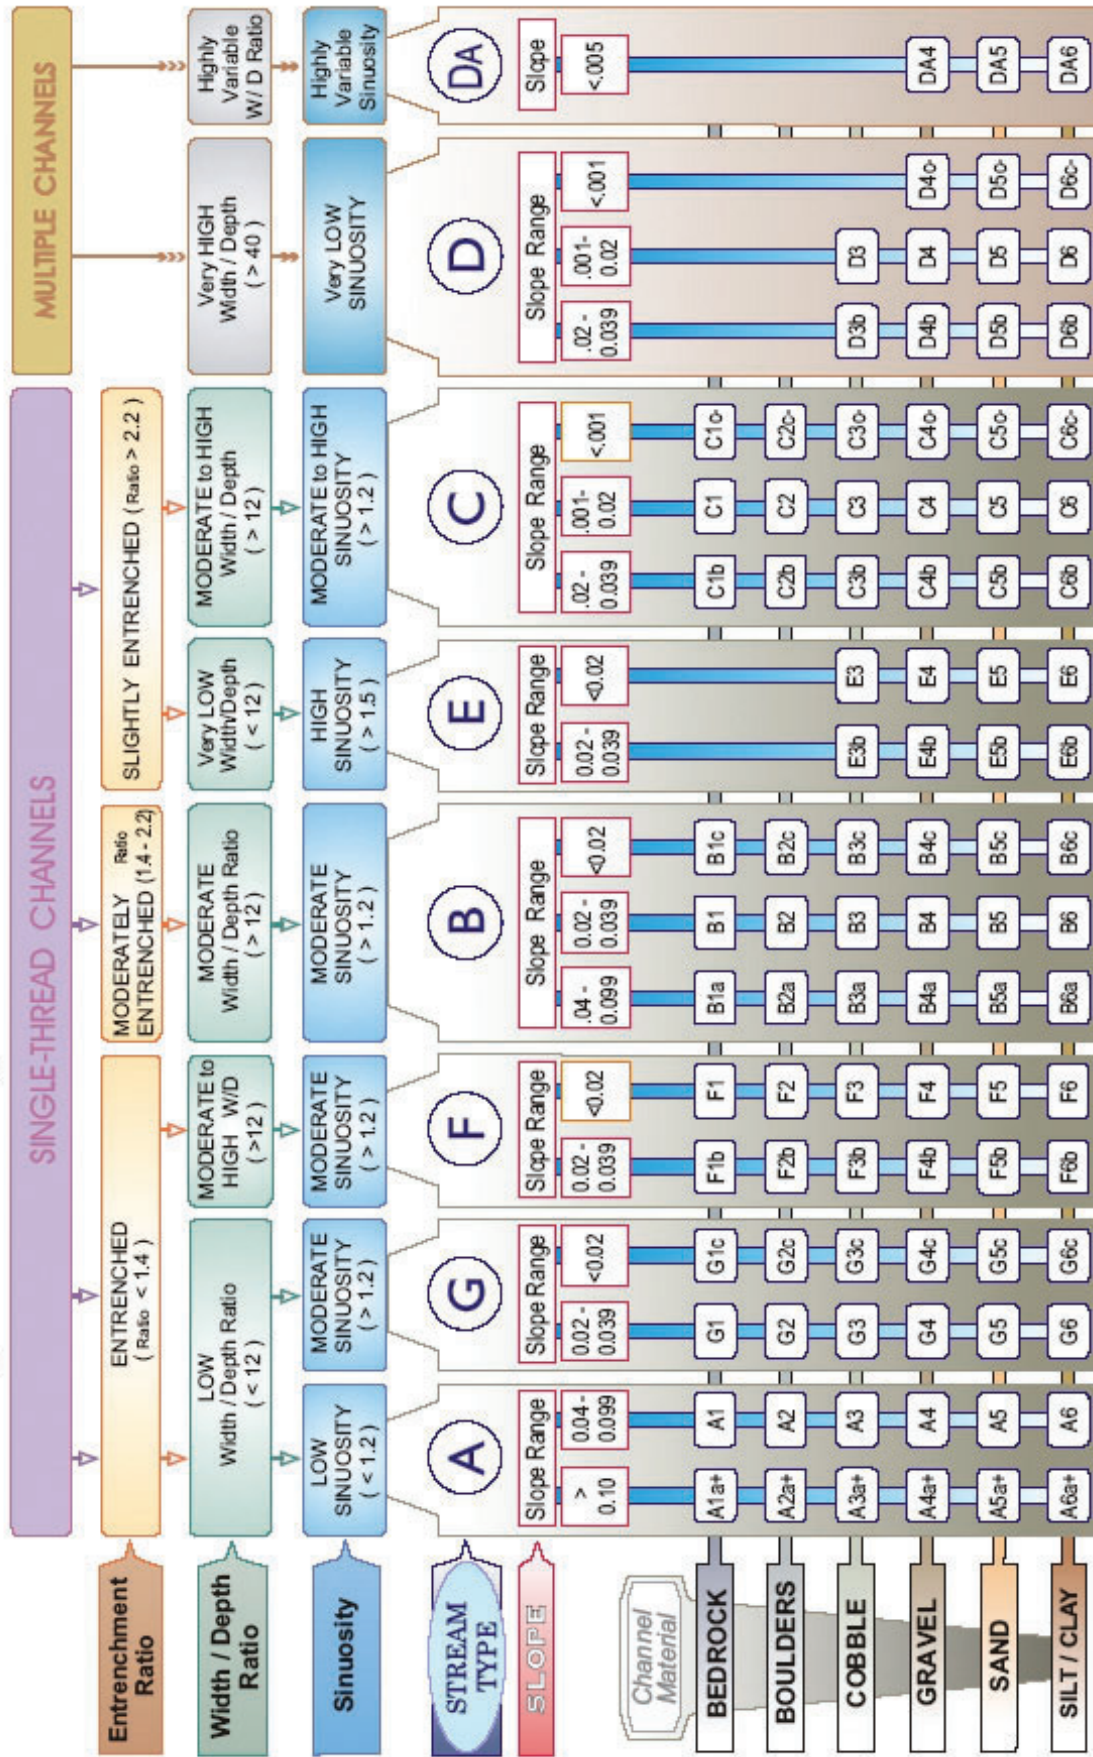 SINGLE-THREAD CHANNELS
MULTIPLE CHANNELS
Entrenchment
Ratio
ENTRENCHED
( Ratio < 1.4 )
MODERATELY Ratio
ENTRENCHED (1.4 - 2.2)
SLIGHTLY ENTRENCHED ( Ratio > 2.2 )
Width / Depth
Ratio
LOW
Width / Depth Ratio
( < 12 )
MODERATE to
HIGH W/D
( >12 )
MODERATE
Width / Depth Ratio
( > 12 )
Very LOW
Width/Depth
( < 12 )
MODERATE to HIGH
Width / Depth
( > 12 )
Very HIGH
Width / Depth
( > 40 )
Highly
Variable
W / D Ratio
Sinuosity
LOW
SINUOSITY
( < 1.2 )
MODERATE
SINUOSITY
( > 1.2 )
MODERATE
SINUOSITY
( > 1.2 )
MODERATE
SINUOSITY
( > 1.2 )
HIGH
SINUOSITY
( > 1.5 )
MODERATE to HIGH
SINUOSITY
( > 1.2 )
Very LOW
SINUOSITY
Highly
Variable
Sinuosity
STREAM
TYPE
A
G
F
B
E
C
D
DA
SLOPE
Slope Range
Slope Range
Slope Range
Slope Range
Slope Range
Slope Range
Slope Range
Slope
>
0.10
0.04 -
0.099
0.02 -
0.039
<0.02
0.02 -
0.039
<0.02
.04 -
0.099
0.02 -
0.039
<0.02
0.02 -
0.039
<0.02
.02 -
0.039
.001-
0.02
<.001
.02 -
0.039
.001-
0.02
<.001
<.005
Channel
Material
BEDROCK A1a+ A1 G1 G1c F1b F1 B1a B1 B1c C1b C1 C1c-
BOULDERS A2a+ A2 G2 G2c F2b F2 B2a B2 B2c C2b C2 C2c-
COBBLE A3a+ A3 G3 G3c F3b F3 B3a B3 B3c E3b E3 C3b C3 C3c- D3b D3
GRAVEL A4a+ A4 G4 G4c F4b F4 B4a B4 B4c E4b E4 C4b C4 C4c- D4b D4 D4c- DA4
SAND A5a+ A5 G5 G5c F5b F5 B5a B5 B5c E5b E5 C5b C5 C5c- D5b D5 D5c- DA5
SILT / CLAY A6a+ A6 G6 G6c F6b F6 B6a B6 B6c E6b E6 C6b C6 C6c- D6b D6 D6c- DA6